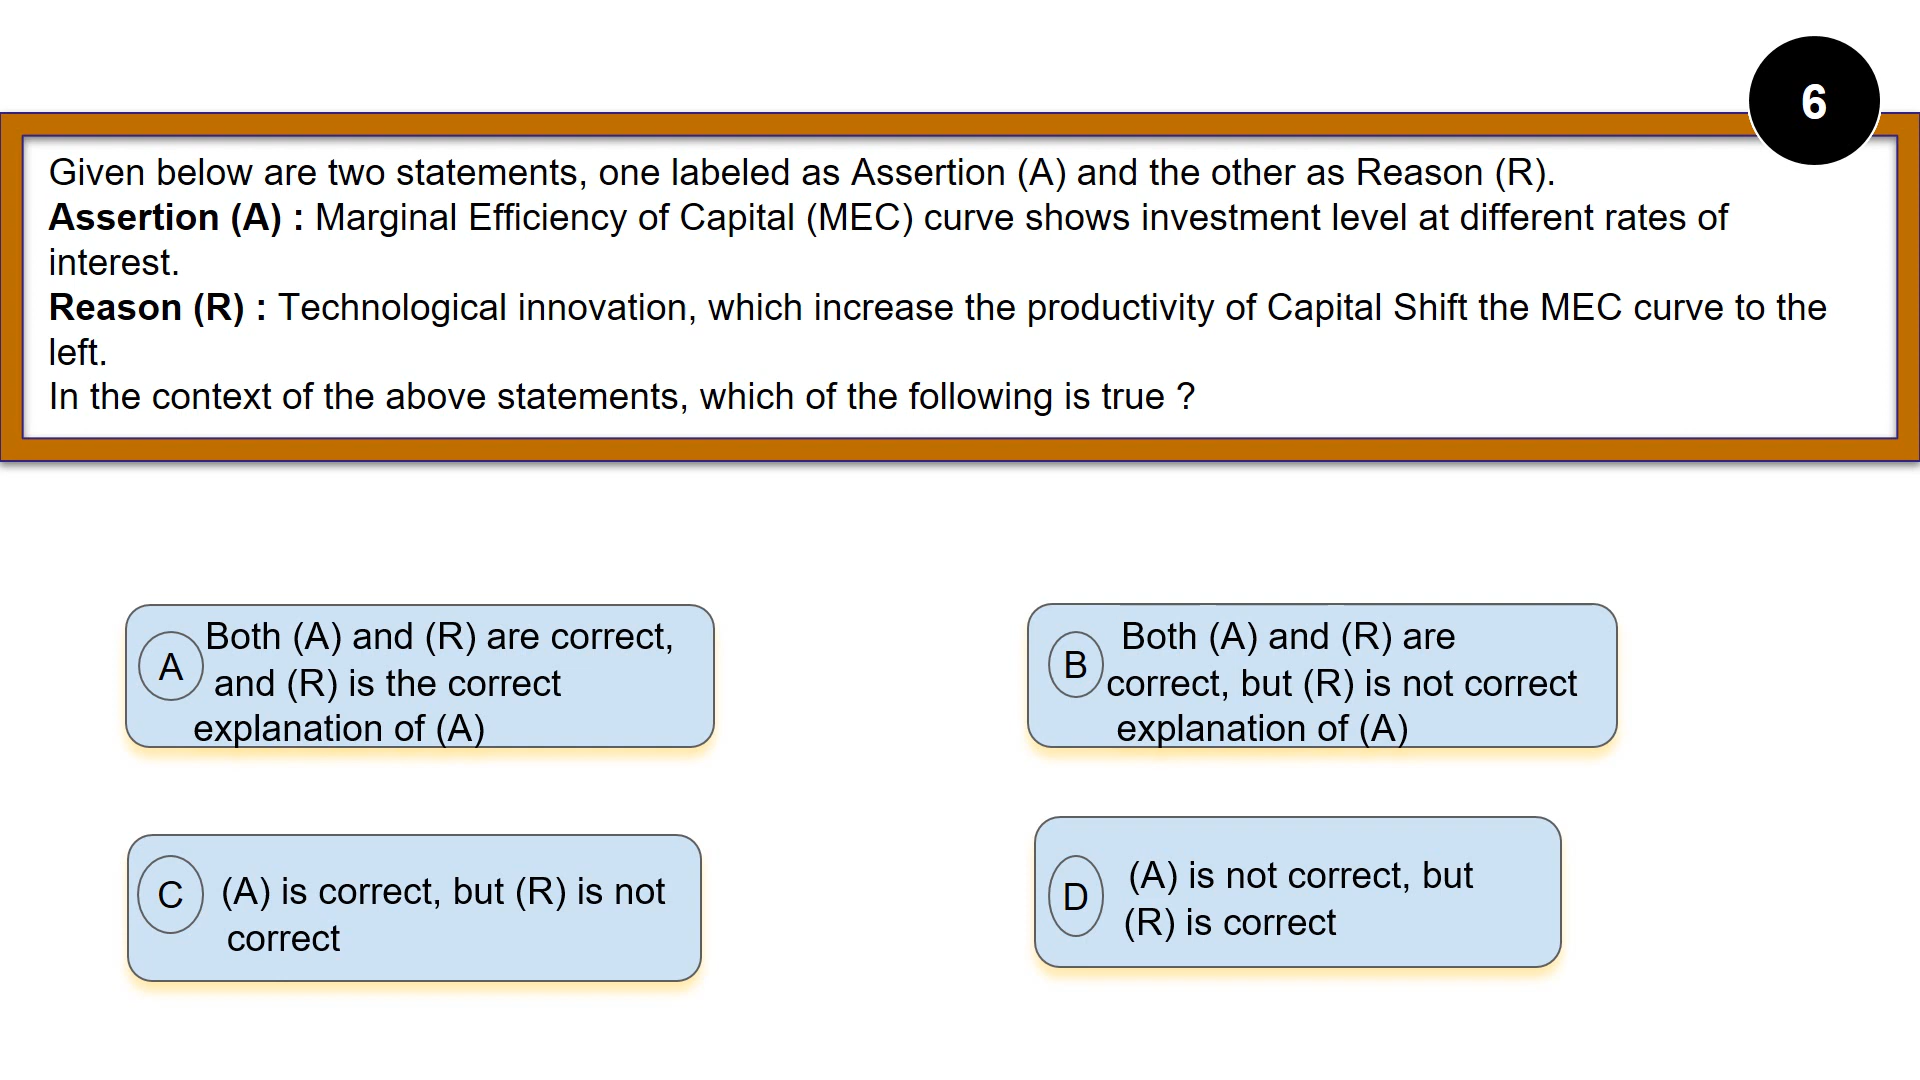 6
Given below are two statements, one labeled as Assertion (A) and the other as Reason (R).
Assertion (A) : Marginal Efficiency of Capital (MEC) curve shows investment level at different rates of
interest.
Reason (R) : Technological innovation, which increase the productivity of Capital Shift the MEC curve to the
left.
In the context of the above statements, which of the following is true ?
A
Both (A) and (R) are correct,
and (R) is the correct
explanation of (A)
B
Both (A) and (R) are
correct, but (R) is not correct
explanation of (A)
C
(A) is correct, but (R) is not
correct
D
(A) is not correct, but
(R) is correct